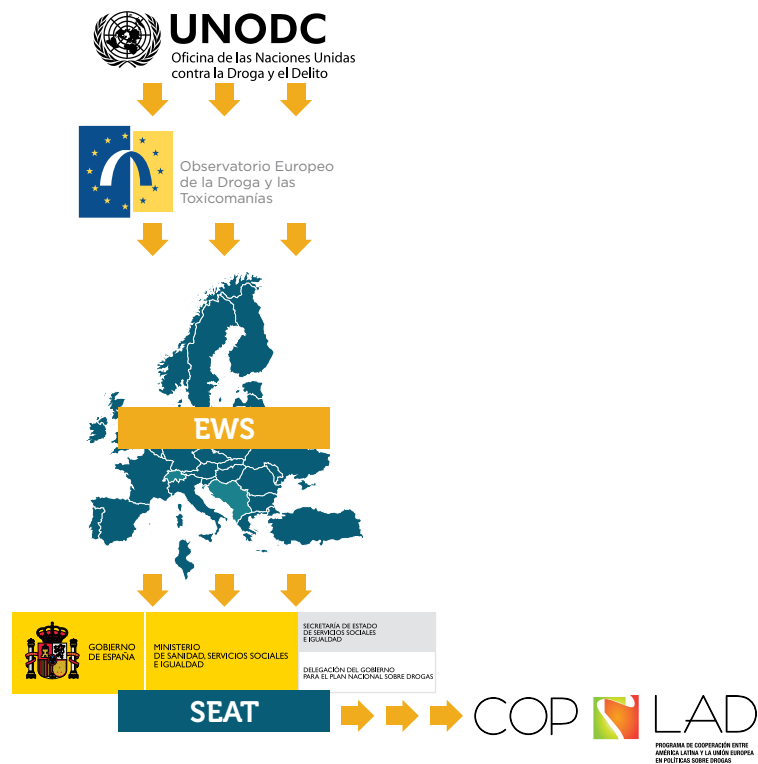 UNODC
Oficina de las Naciones Unidas
contra la Droga y el Delito
Observatorio Europeo
de la Droga y las
Toxicomanías
EWS
GOBIERNO
DE ESPAÑA
MINISTERIO
DE SANIDAD, SERVICIOS SOCIALES
E IGUALDAD
SECRETARÍA DE ESTADO
DE SERVICIOS SOCIALES
E IGUALDAD
DELEGACIÓN DEL GOBIERNO
PARA EL PLAN NACIONAL SOBRE DROGAS
SEAT
COP LAD
PROGRAMA DE COOPERACIÓN ENTRE
AMÉRICA LATINA Y LA UNIÓN EUROPEA
EN POLÍTICAS SOBRE DROGAS